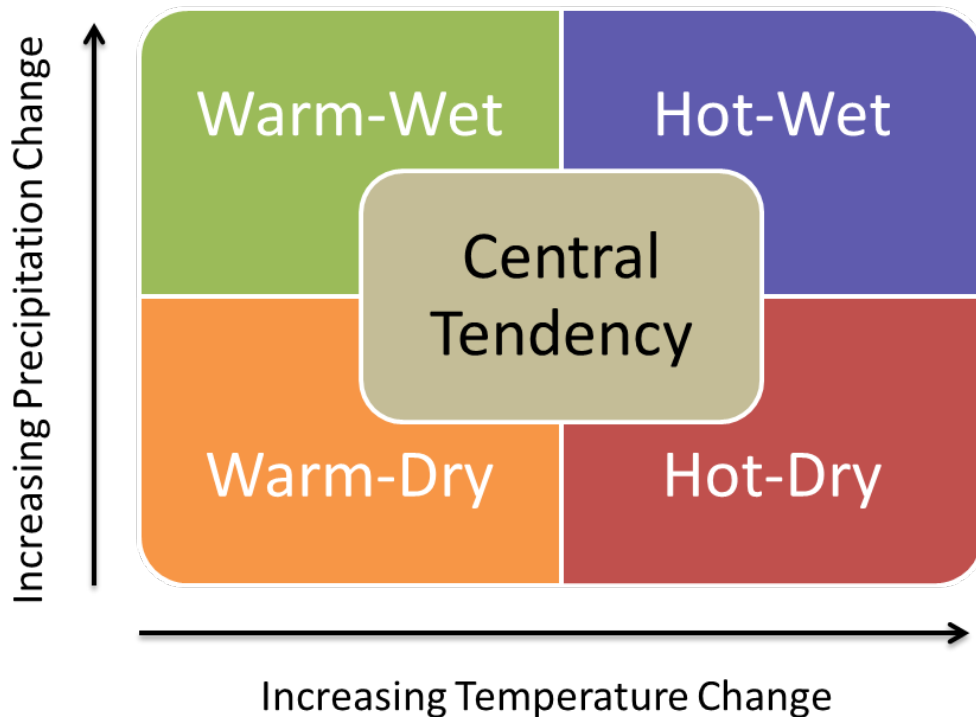 Increasing Precipitation Change
Warm-Wet
Hot-Wet
Central
Tendency
Warm-Dry
Hot-Dry
Increasing Temperature Change